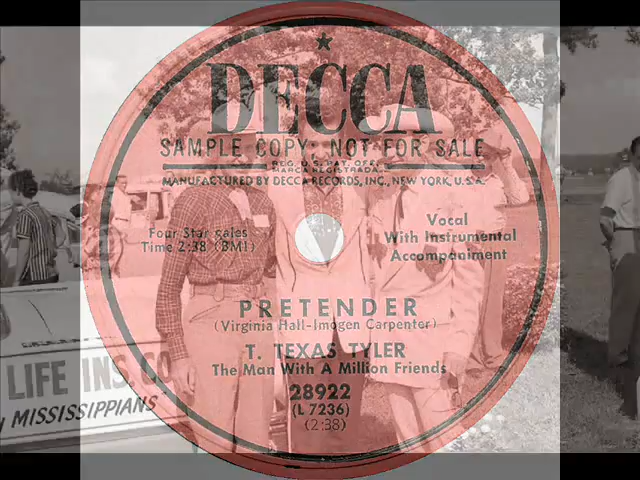 DECCA
SAMPLE COPY: NOT FOR SALE
REG. U.S. PAT. OFF.
MARCA REGISTRADA
MANUFACTURED BY DECCA RECORDS, INC., NEW YORK, U.S.A.
Four Star sales
Time 2:38 (BMI)
Vocal
With Instrumental
Accompaniment
PRETENDER
(Virginia Hall-Imogen Carpenter)
T. TEXAS TYLER
The Man With A Million Friends
28922
(L 7236)
(2:38)
LIFE INS. CO
MISSISSIPPIANS